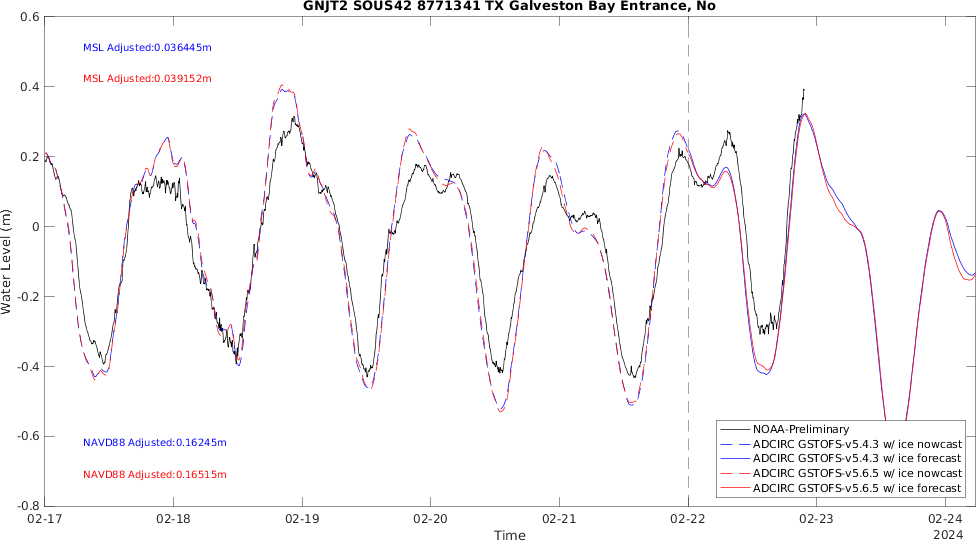 GNJT2 SOUS42 8771341 TX Galveston Bay Entrance, No
0.6
0.4
0.2
0
-0.2
-0.4
-0.6
-0.8
Water Level (m)
MSL Adjusted:0.036445m
MSL Adjusted:0.039152m
NAVD88 Adjusted:0.16245m
NAVD88 Adjusted:0.16515m
NOAA-Preliminary
ADCIRC GSTOFS-v5.4.3 w/ ice nowcast
ADCIRC GSTOFS-v5.4.3 w/ ice forecast
ADCIRC GSTOFS-v5.6.5 w/ ice nowcast
ADCIRC GSTOFS-v5.6.5 w/ ice forecast
02-17 02-18 02-19 02-20 02-21 02-22 02-23 02-24
Time
2024